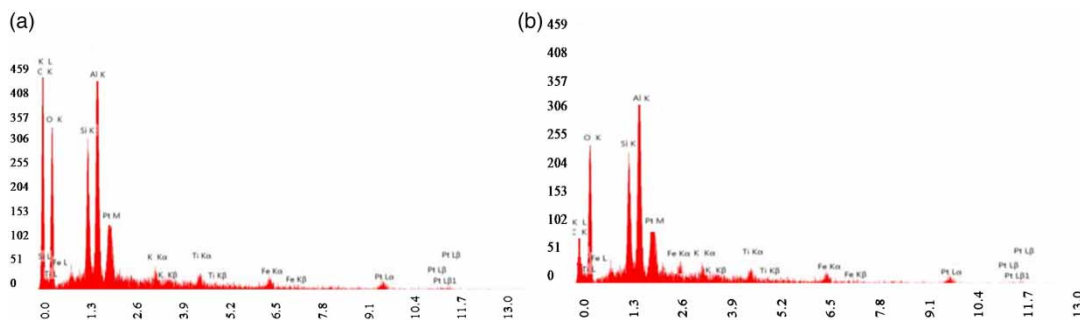 (a)
K L
C K
459
408
357
306
255
204
153
102
51
0
O K
Si K
Al K
Pt M
Fe L
K Kα
K Kβ
Ti Kα
Ti Kβ
Fe Kα
Fe Kβ
Pt Lα
Pt Lβ
Pt Lβ
Pt Lβ1
0.0 1.3 2.6 3.9 5.2 6.5 7.8 9.1 10.4 11.7 13.0
(b)
459
408
357
306
255
204
153
102
51
0
K L
O K
Si K
Al K
Pt M
Fe L
Fe Kα
K Kα
K Kβ
Ti Kα
Ti Kβ
Fe Kα
Fe Kβ
Pt Lα
Pt Lβ
Pt Lβ
Pt Lβ1
0.0 1.3 2.6 3.9 5.2 6.5 7.8 9.1 10.4 11.7 13.0